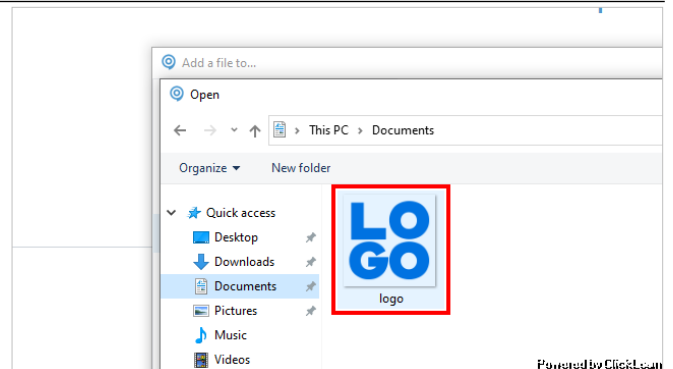 Add a file to...
Open
This PC > Documents
Organize New folder
Quick access
Desktop
Downloads
Documents
Pictures
Music
Videos
LO
GO
logo
Powered by ClickLearn